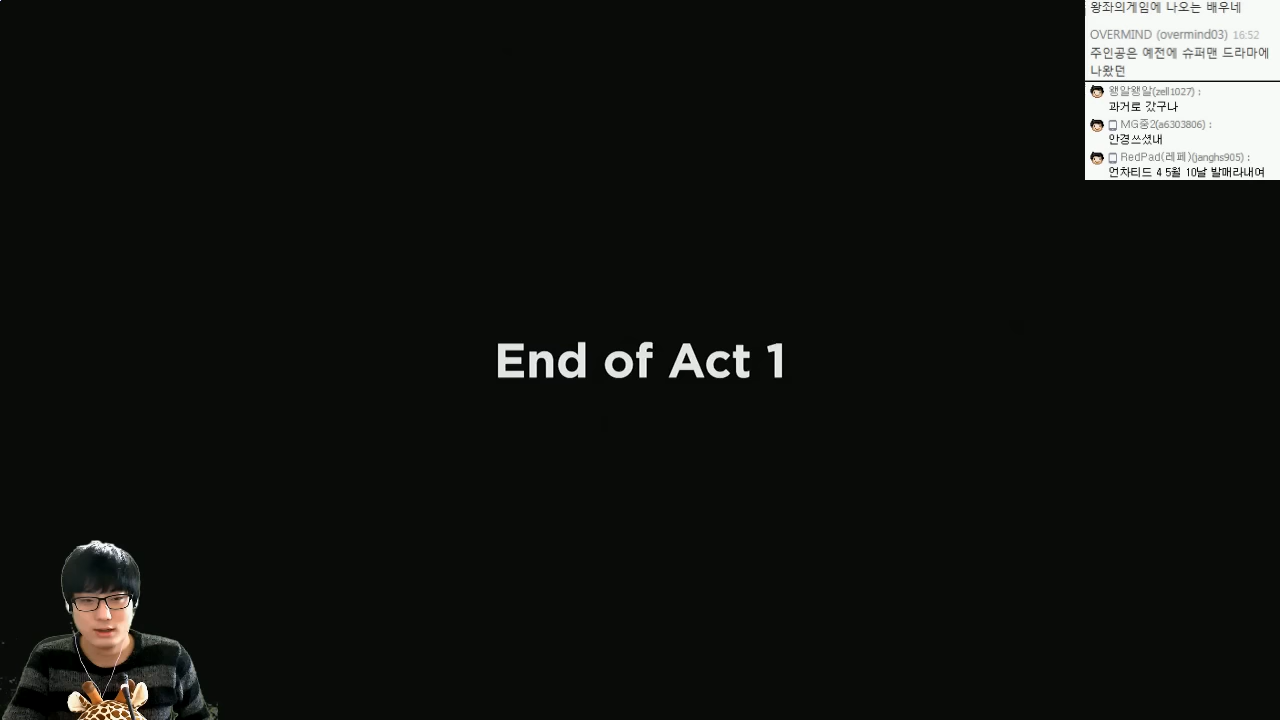 왕좌의게임에 나오는 배우네
OVERMIND (overmind03) 16:52
주인공은 예전에 슈퍼맨 드라마에
나왔던
왱알왱알(zell1027) :
과거로 갔구나
MG중2(a6303806) :
안경쓰셨내
RedPad(레페)(janghs905) :
언차티드 4 5월 10날 발매라내여
End of Act 1